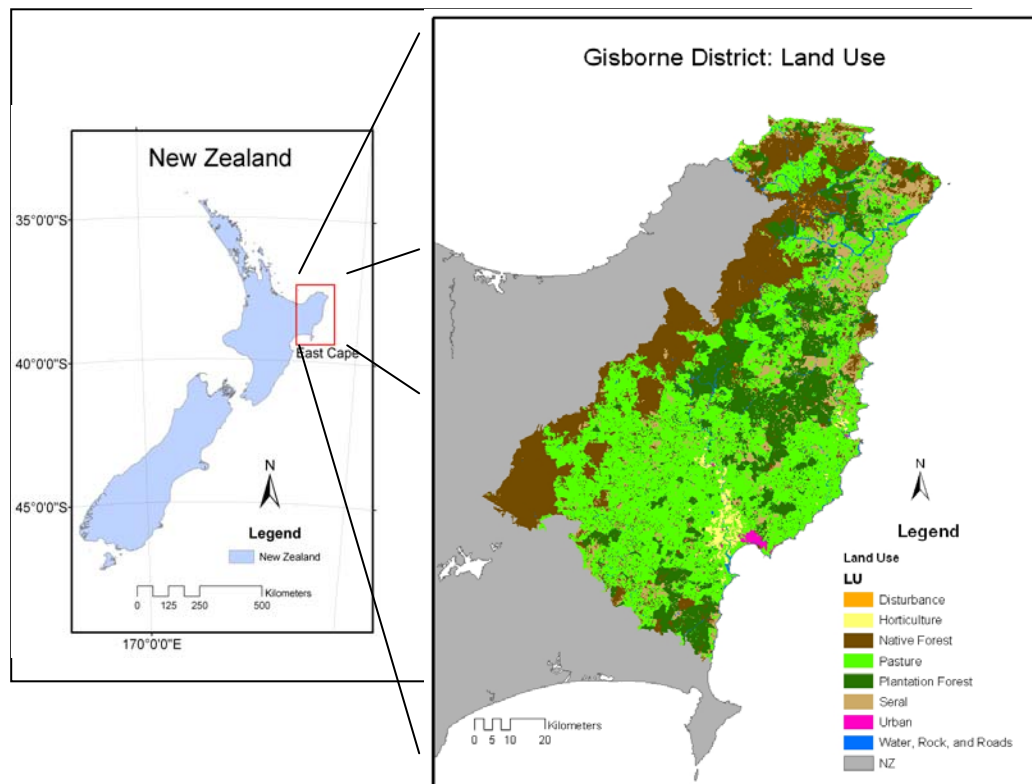 New Zealand
35°0'0"S
40°0'0"S
45°0'0"S
170°0'0"E
East Cape
N
Legend
New Zealand
Kilometers
0 125 250 500
Gisborne District: Land Use
N
Legend
Land Use
LU
Disturbance
Horticulture
Native Forest
Pasture
Plantation Forest
Seral
Urban
Water, Rock, and Roads
NZ
Kilometers
0 5 10 20